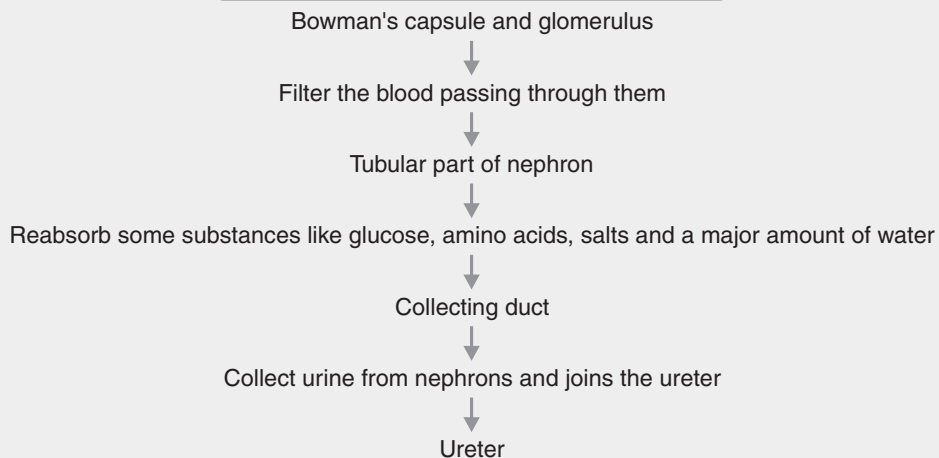 Bowman's capsule and glomerulus
Filter the blood passing through them
Tubular part of nephron
Reabsorb some substances like glucose, amino acids, salts and a major amount of water
Collecting duct
Collect urine from nephrons and joins the ureter
Ureter